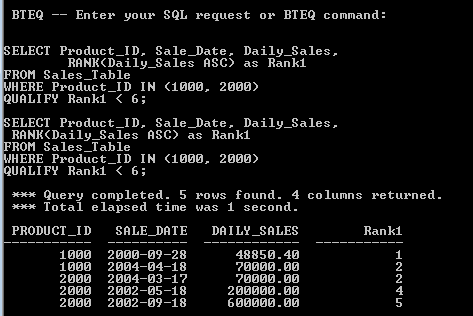 BTEQ -- Enter your SQL request or BTEQ command:
SELECT Product_ID, Sale_Date, Daily_Sales,
RANK(Daily_Sales ASC) as Rank1
FROM Sales_Table
WHERE Product_ID IN (1000, 2000)
QUALIFY Rank1 < 6;
SELECT Product_ID, Sale_Date, Daily_Sales,
RANK(Daily_Sales ASC) as Rank1
FROM Sales_Table
WHERE Product_ID IN (1000, 2000)
QUALIFY Rank1 < 6;
*** Query completed. 5 rows found. 4 columns returned.
*** Total elapsed time was 1 second.
PRODUCT_ID SALE_DATE DAILY_SALES Rank1
---------- --------- ----------- -----------
1000 2000-09-28 48850.40 1
1000 2004-04-18 70000.00 2
2000 2004-03-17 70000.00 2
2000 2002-05-18 200000.00 4
2000 2002-09-18 600000.00 5